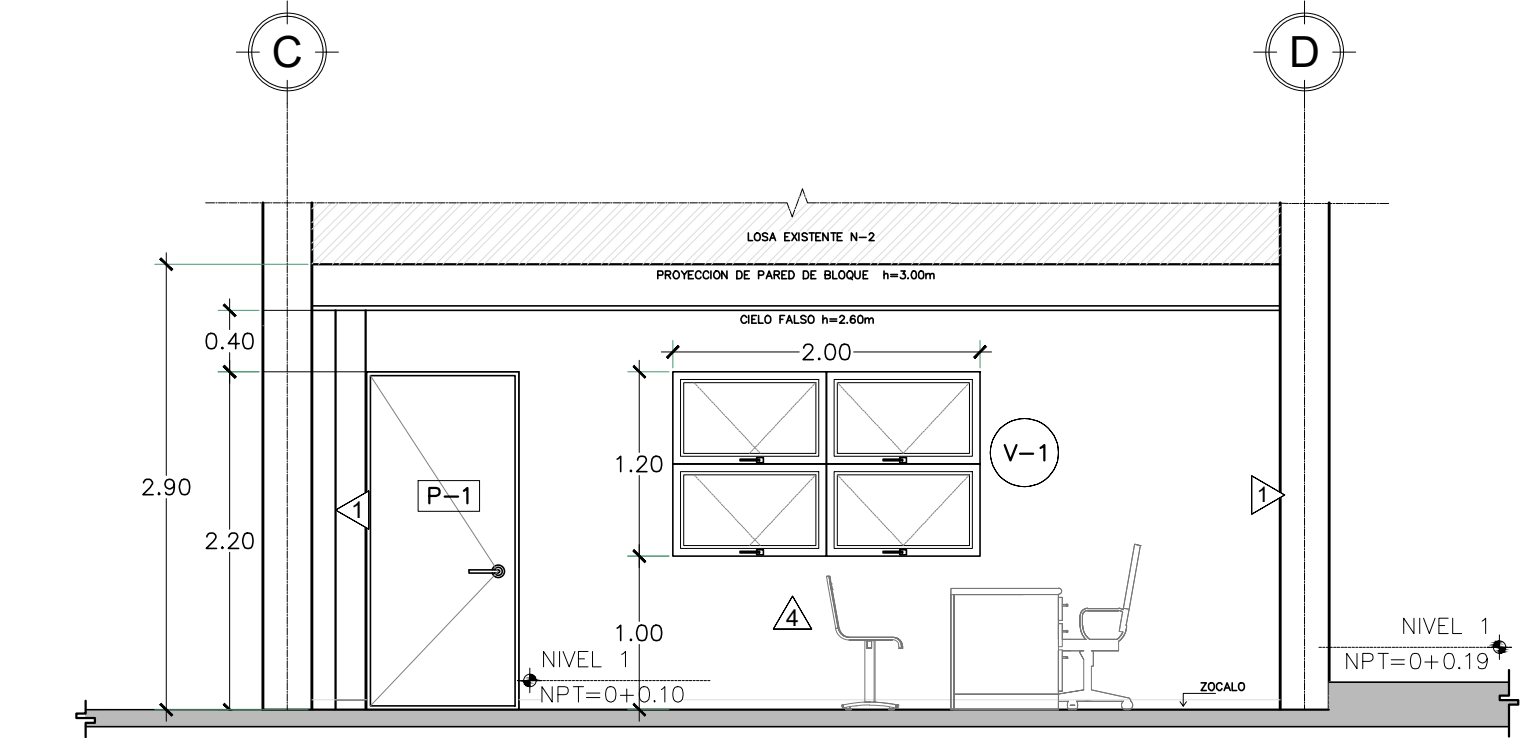 C
D
LOSA EXISTENTE N-2
PROYECCION DE PARED DE BLOQUE h=3.00m
CIELO FALSO h=2.60m
0.40
2.00
V-1
1.20
2.90
P-1
1
1
2.20
4
1.00
NIVEL 1
NPT=0+0.10
NIVEL 1
NPT=0+0.19
ZOCALO